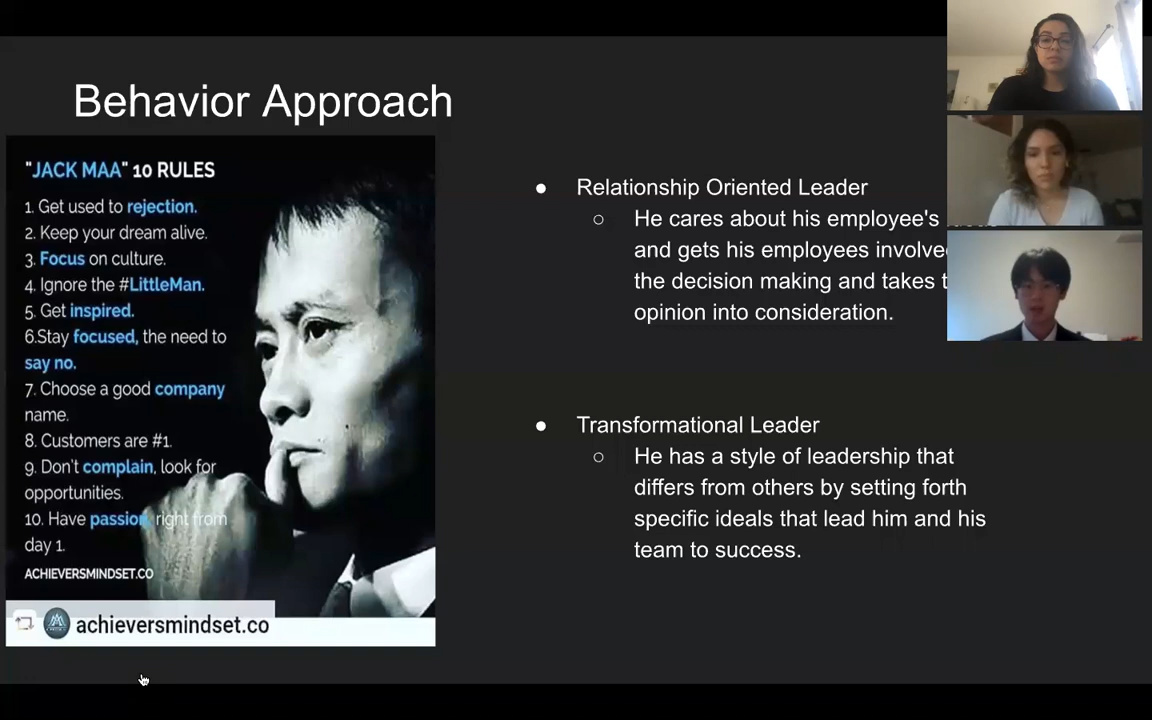 Behavior Approach
"JACK MAA" 10 RULES
1. Get used to rejection.
2. Keep your dream alive.
3. Focus on culture.
4. Ignore the #LittleMan.
5. Get inspired.
6.Stay focused, the need to
say no.
7. Choose a good company
name.
8. Customers are #1.
9. Don't complain, look for
opportunities.
10. Have passion, right from
day 1.
ACHIEVERSMINDSET.CO
achieversmindset.co
● Relationship Oriented Leader
○ He cares about his employee's
and gets his employees
the decision making and takes
opinion into consideration.
● Transformational Leader
○ He has a style of leadership that
differs from others by setting forth
specific ideals that lead him and his
team to success.